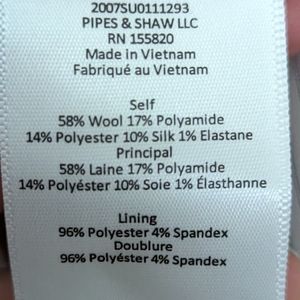 2007SU0111293
PIPES & SHAW LLC
RN 155820
Made in Vietnam
Fabriqué au Vietnam
Self
58% Wool 17% Polyamide
14% Polyester 10% Silk 1% Elastane
Principal
58% Laine 17% Polyamide
14% Polyéster 10% Soie 1% Élasthanne
Lining
96% Polyester 4% Spandex
Doublure
96% Polyéster 4% Spandex